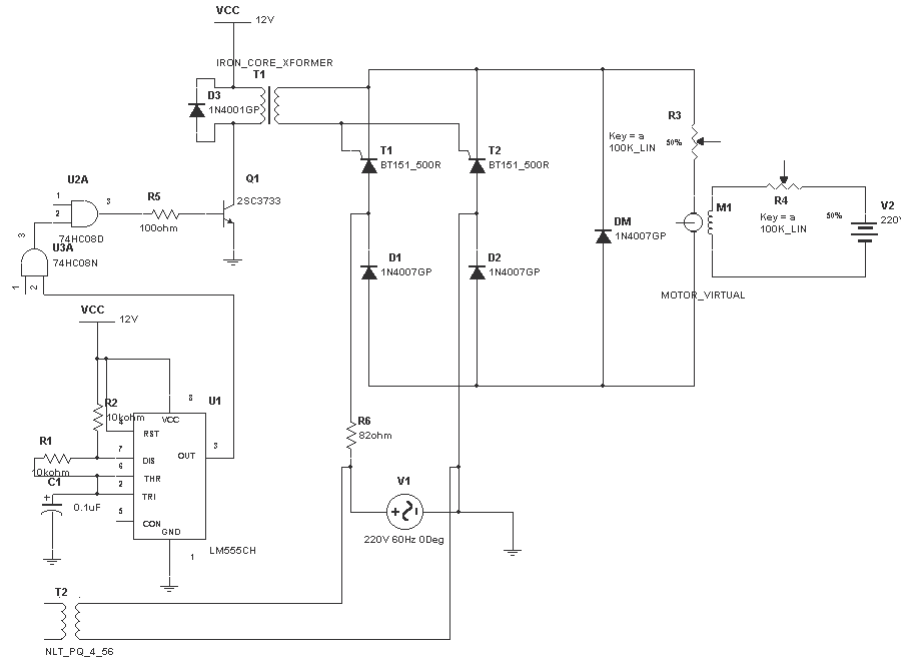 VCC
12V
IRON_CORE_XFORMER
T1
D3
1N4001GP
T1
BT151_500R
T2
BT151_500R
R3
Key = a
100K_LIN
50%
U2A
1
2
3
74HC08D
R5
100ohm
Q1
2SC3733
R4
Key = a
100K_LIN
50%
V2
220V
M1
MOTOR_VIRTUAL
3
U3A
74HC08N
1
2
D1
1N4007GP
D2
1N4007GP
DM
1N4007GP
VCC
12V
R2
10kohm
8
U1
VCC
4
RST
3
OUT
R1
10kohm
7
DIS
6
THR
2
TRI
C1
0.1uF
5
CON
GND
1
LM555CH
R6
82ohm
V1
220V 60Hz 0Deg
T2
NLT_PQ_4_56